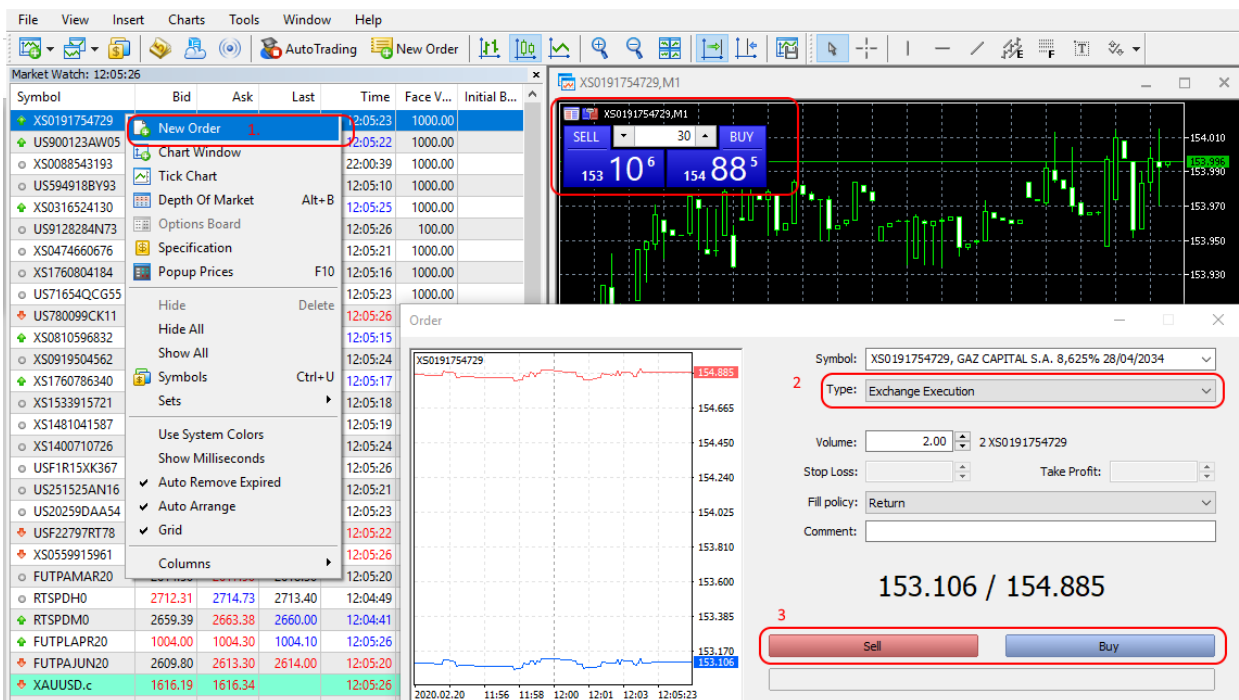 File View Insert Charts Tools Window Help
AutoTrading New Order
Market Watch: 12:05:26
Symbol Bid Ask Last Time Face V... Initial B...
XS0191754729 12:05:23 1000.00
US900123AW05 12:05:22 1000.00
XS0088543193 22:00:39 1000.00
US594918BY93 12:05:10 1000.00
XS0316524130 12:05:25 1000.00
US9128284N73 12:05:26 100.00
XS0474660676 12:05:21 1000.00
XS1760804184 12:05:16 1000.00
US71654QCG55 12:05:23 1000.00
US780099CK11 12:05:26
XS0810596832 12:05:15
XS0919504562 12:05:24
XS1760786340 12:05:17
XS1533915721 12:05:18
XS1481041587 12:05:19
XS1400710726 12:05:24
USF1R15XK367 12:05:26
US251525AN16 12:05:21
US20259DAA54 12:05:23
USF22797RT78 12:05:22
XS0559915961 12:05:26
FUTPAMAR20 12:05:20
RTSPDH0 2712.31 2714.73 2713.40 12:04:49
RTSPDM0 2659.39 2663.38 2660.00 12:04:41
FUTPLAPR20 1004.00 1004.30 1004.10 12:05:26
FUTPAJUN20 2609.80 2613.30 2614.00 12:05:20
XAUUSD.c 1616.19 1616.34 12:05:26
New Order 1.
Chart Window
Tick Chart
Depth Of Market Alt+B
Options Board
Specification
Popup Prices F10
Hide Delete
Hide All
Show All
Symbols Ctrl+U
Sets
Use System Colors
Show Milliseconds
Auto Remove Expired
Auto Arrange
Grid
Columns
XS0191754729,M1
XS0191754729,M1
SELL 30 BUY
153 10 6 154 88 5
154.010
153.996
153.990
153.970
153.950
153.930
Order
XS0191754729
154.885
154.665
154.450
154.240
154.025
153.810
153.600
153.385
153.170
153.106
2020.02.20 11:56 11:58 12:00 12:01 12:03 12:05:23
Symbol: XS0191754729, GAZ CAPITAL S.A. 8,625% 28/04/2034
2 Type: Exchange Execution
Volume: 2.00 2 XS0191754729
Stop Loss: Take Profit:
Fill policy: Return
Comment:
153.106 / 154.885
3
Sell Buy